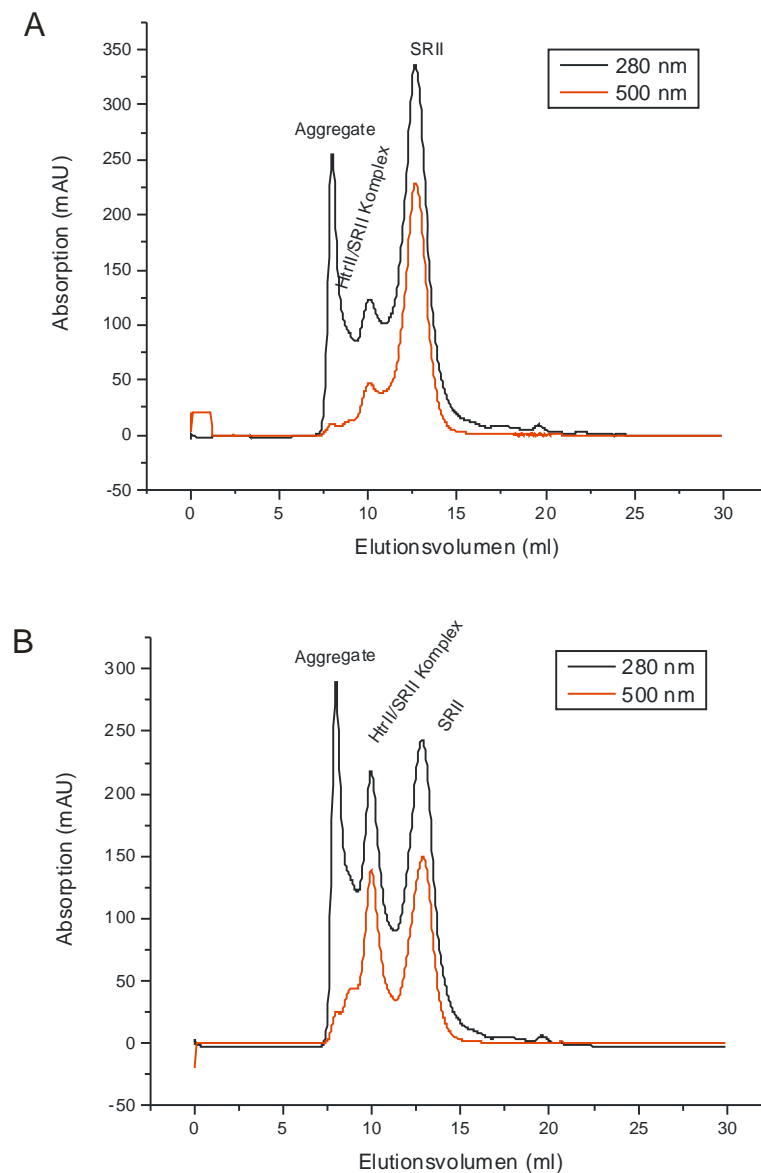 A
SRII
280 nm
500 nm
Aggregate
HtrII/SRII Komplex
350
300
250
200
150
100
50
0
-50
Absorption (mAU)
0 5 10 15 20 25 30
Elutionsvolumen (ml)
B
Aggregate
HtrII/SRII Komplex
SRII
280 nm
500 nm
300
250
200
150
100
50
0
-50
Absorption (mAU)
0 5 10 15 20 25 30
Elutionsvolumen (ml)